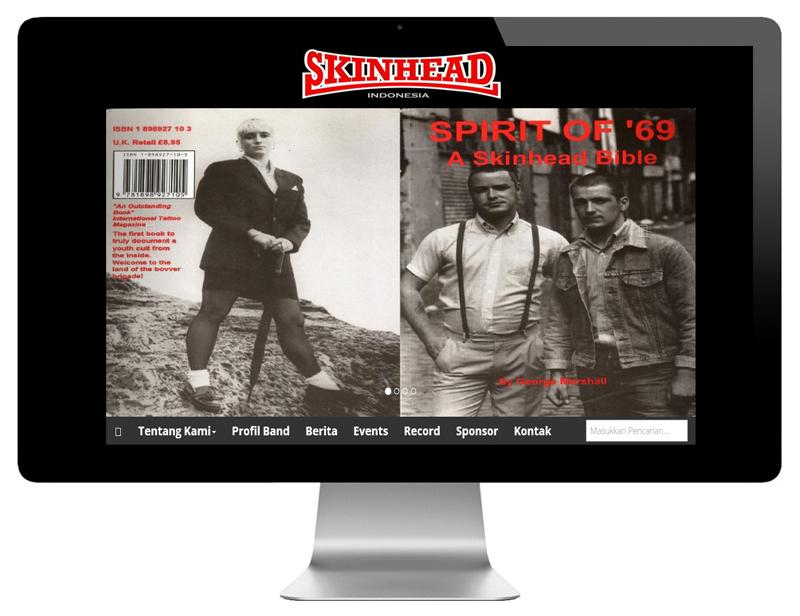 SKINHEAD
INDONESIA
ISBN 1 898927 10 3
U.K. Retail £8.95
ISBN 1-898927-10-3
9 781898 927105
"An Outstanding
Book"
International Tattoo
Magazine
The first book to
truly document a
youth cult from
the inside.
Welcome to the
land of the bovver
brigade!
SPIRIT OF '69
A Skinhead Bible
By George Marshall
Tentang Kami
Profil Band
Berita
Events
Record
Sponsor
Kontak
Masukkan Pencarian...